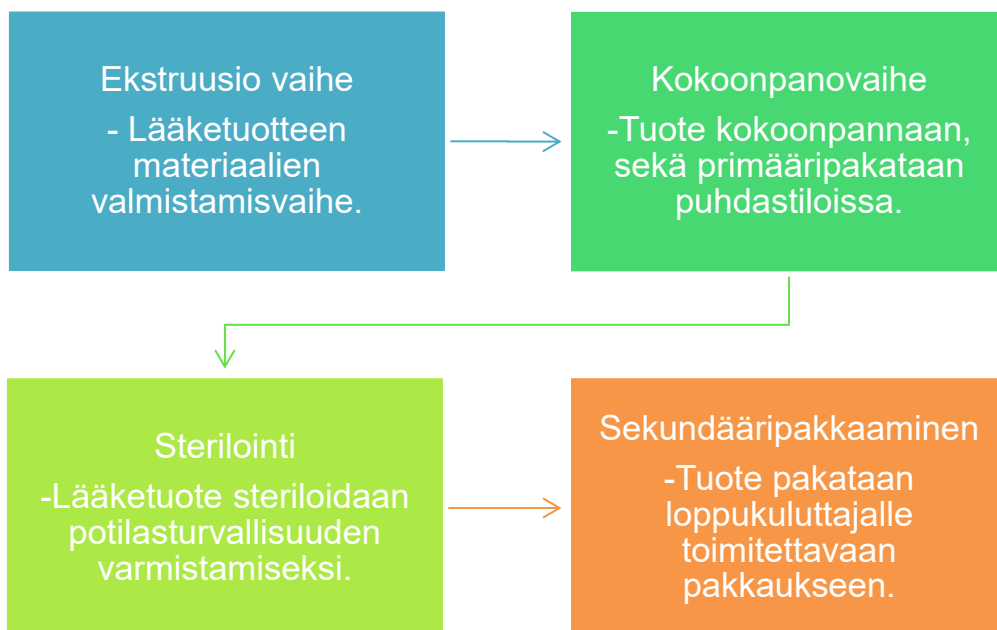 Ekstruusio vaihe
- Lääketuotteen
materiaalien
valmistamisvaihe.
Kokoonpanovaihe
-Tuote kokoonpannaan,
sekä primääripakataan
puhdastiloissa.
Sterilointi
-Lääketuote steriloidaan
potilasturvallisuuden
varmistamiseksi.
Sekundääripakkaaminen
-Tuote pakataan
loppukuluttajalle
toimitettavaan
pakkaukseen.